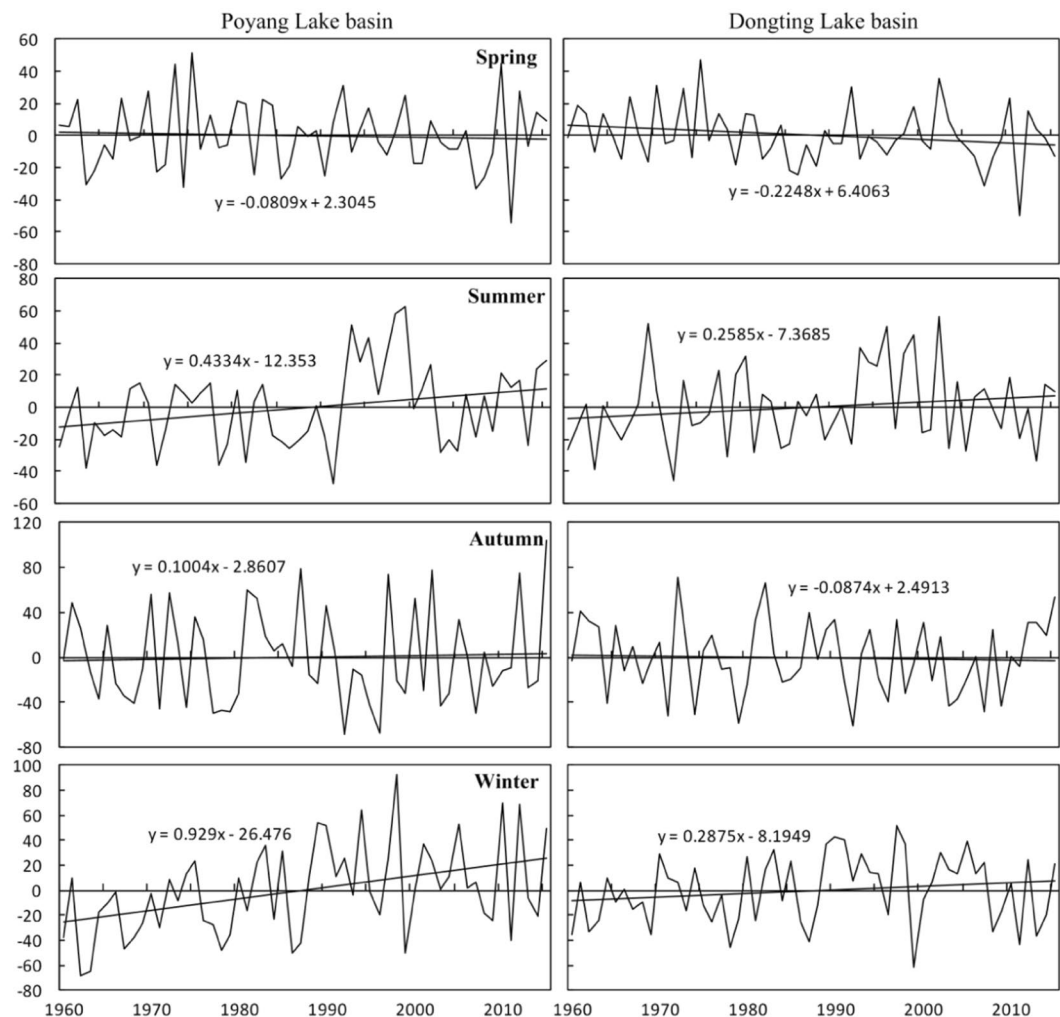 Poyang Lake basin
Dongting Lake basin
60
40
20
0
-20
-40
-60
-80
Spring
y = -0.0809x + 2.3045
y = -0.2248x + 6.4063
80
60
40
20
0
-20
-40
-60
Summer
y = 0.4334x - 12.353
y = 0.2585x - 7.3685
120
80
40
0
-40
-80
Autumn
y = 0.1004x - 2.8607
y = -0.0874x + 2.4913
100
80
60
40
20
0
-20
-40
-60
-80
Winter
y = 0.929x - 26.476
y = 0.2875x - 8.1949
1960 1970 1980 1990 2000 2010
1960 1970 1980 1990 2000 2010